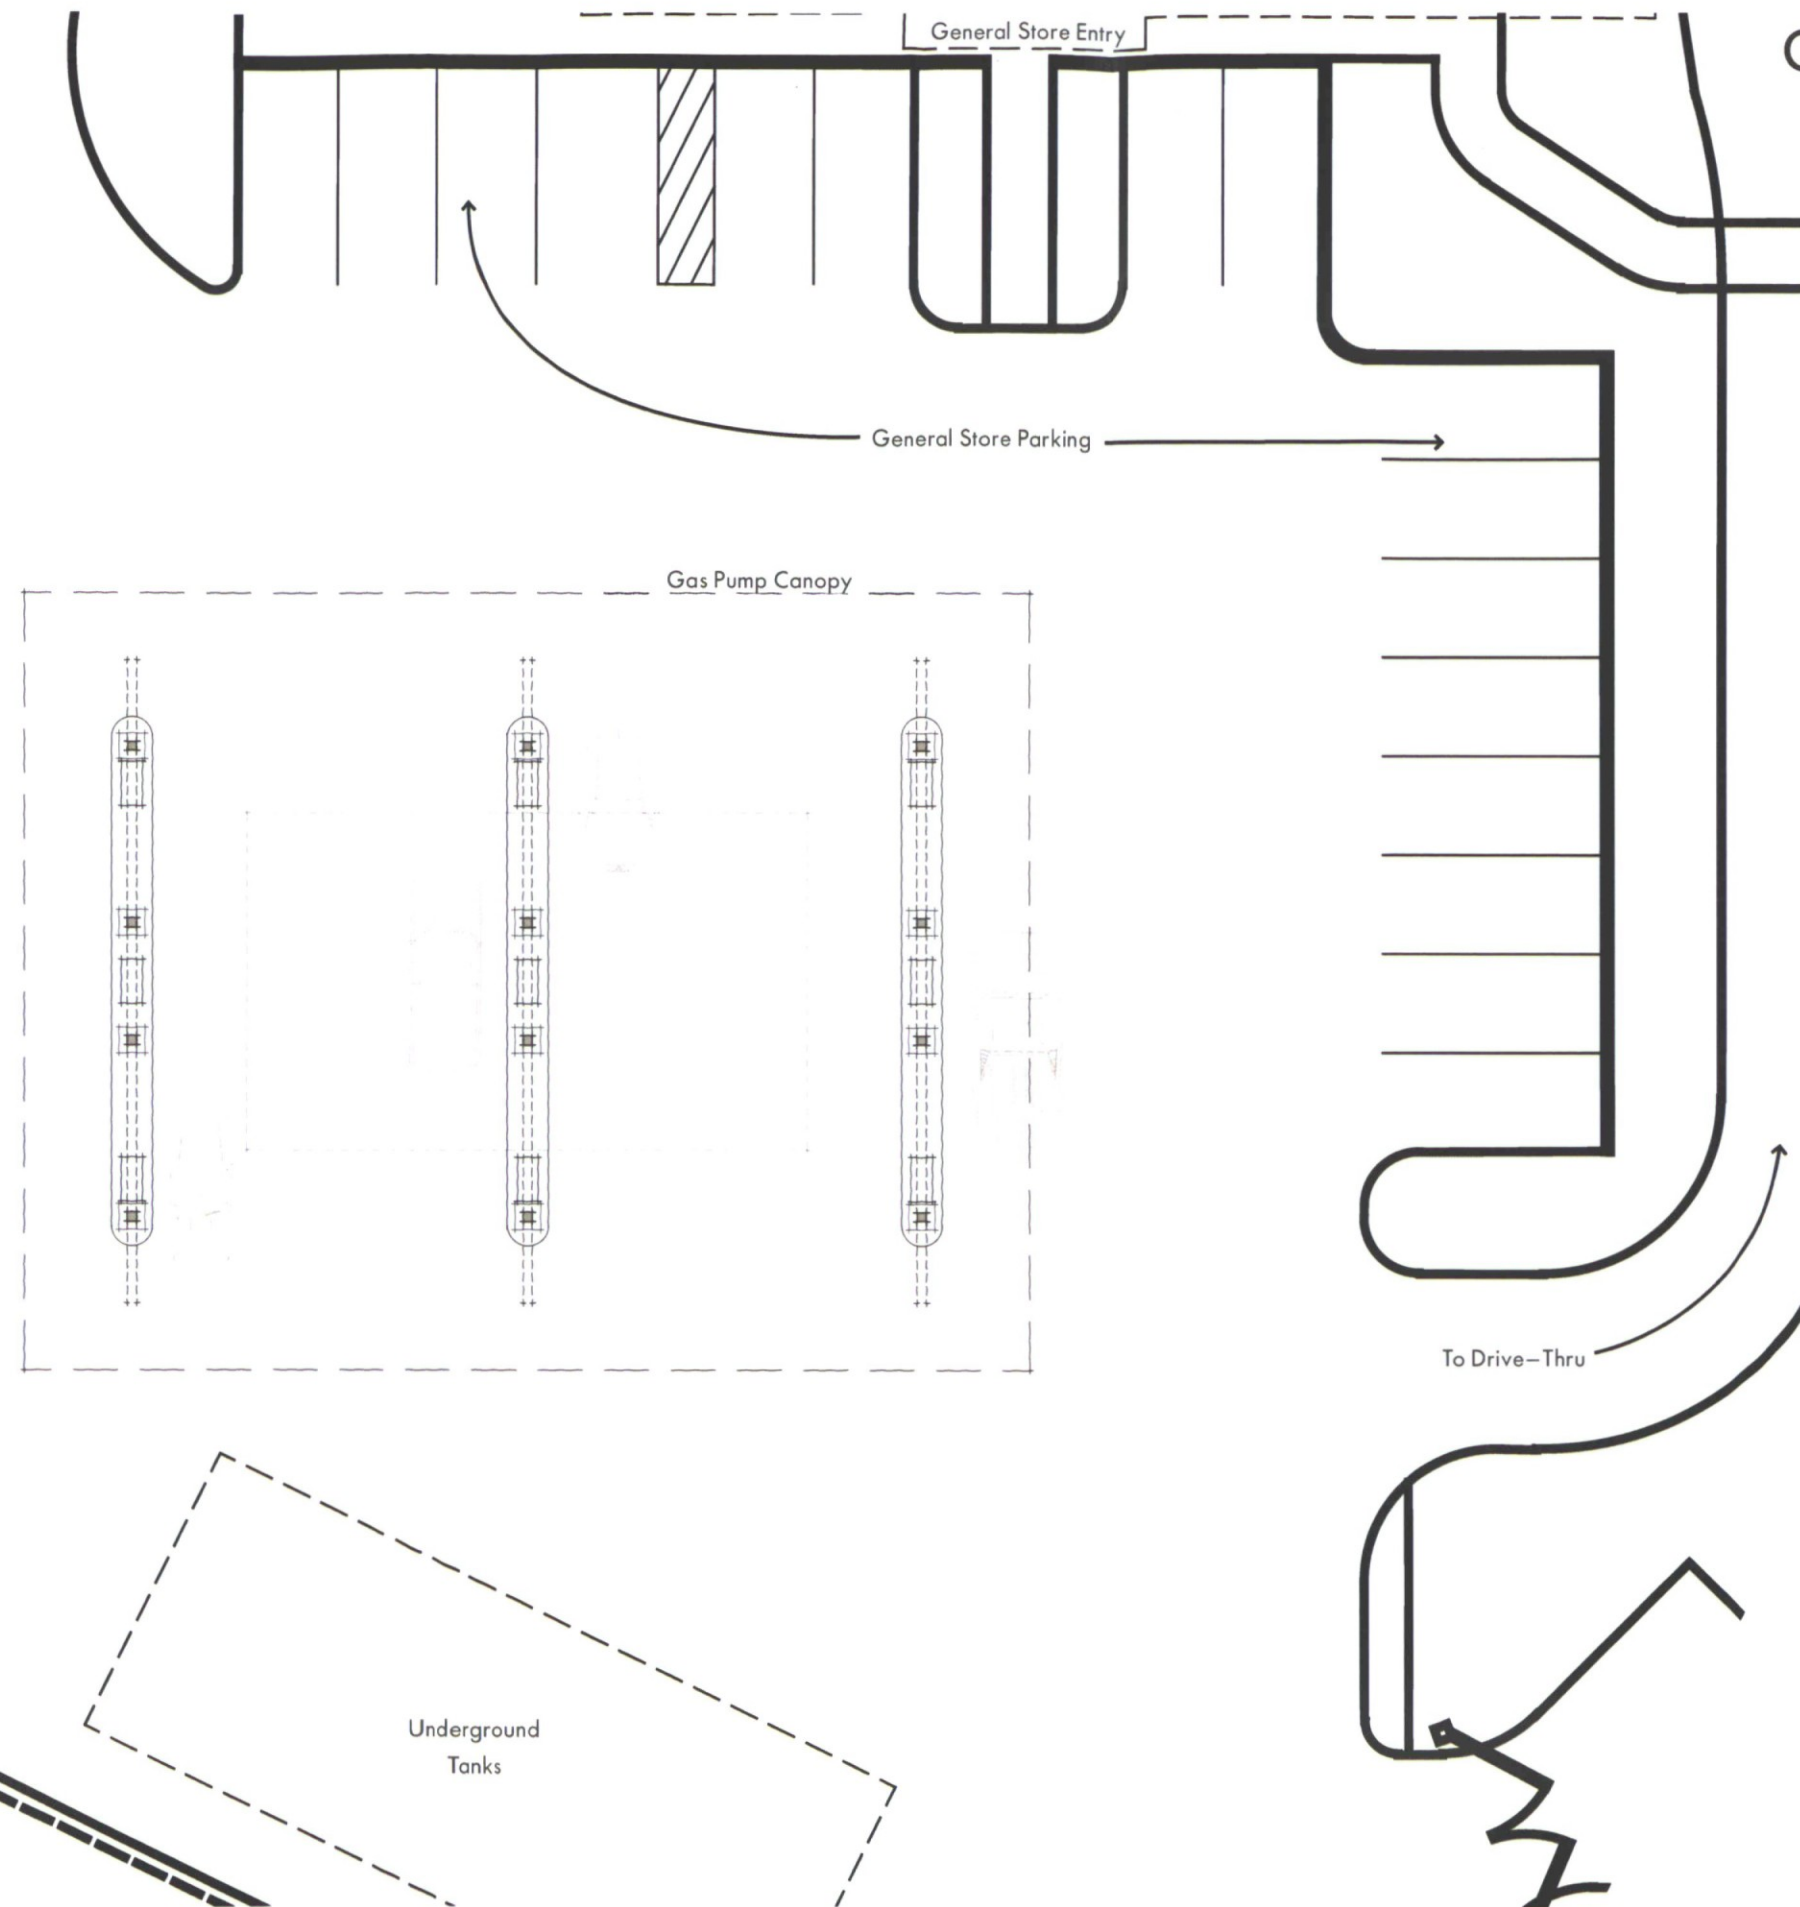 General Store Entry
General Store Parking
Gas Pump Canopy
To Drive–Thru
Underground
Tanks